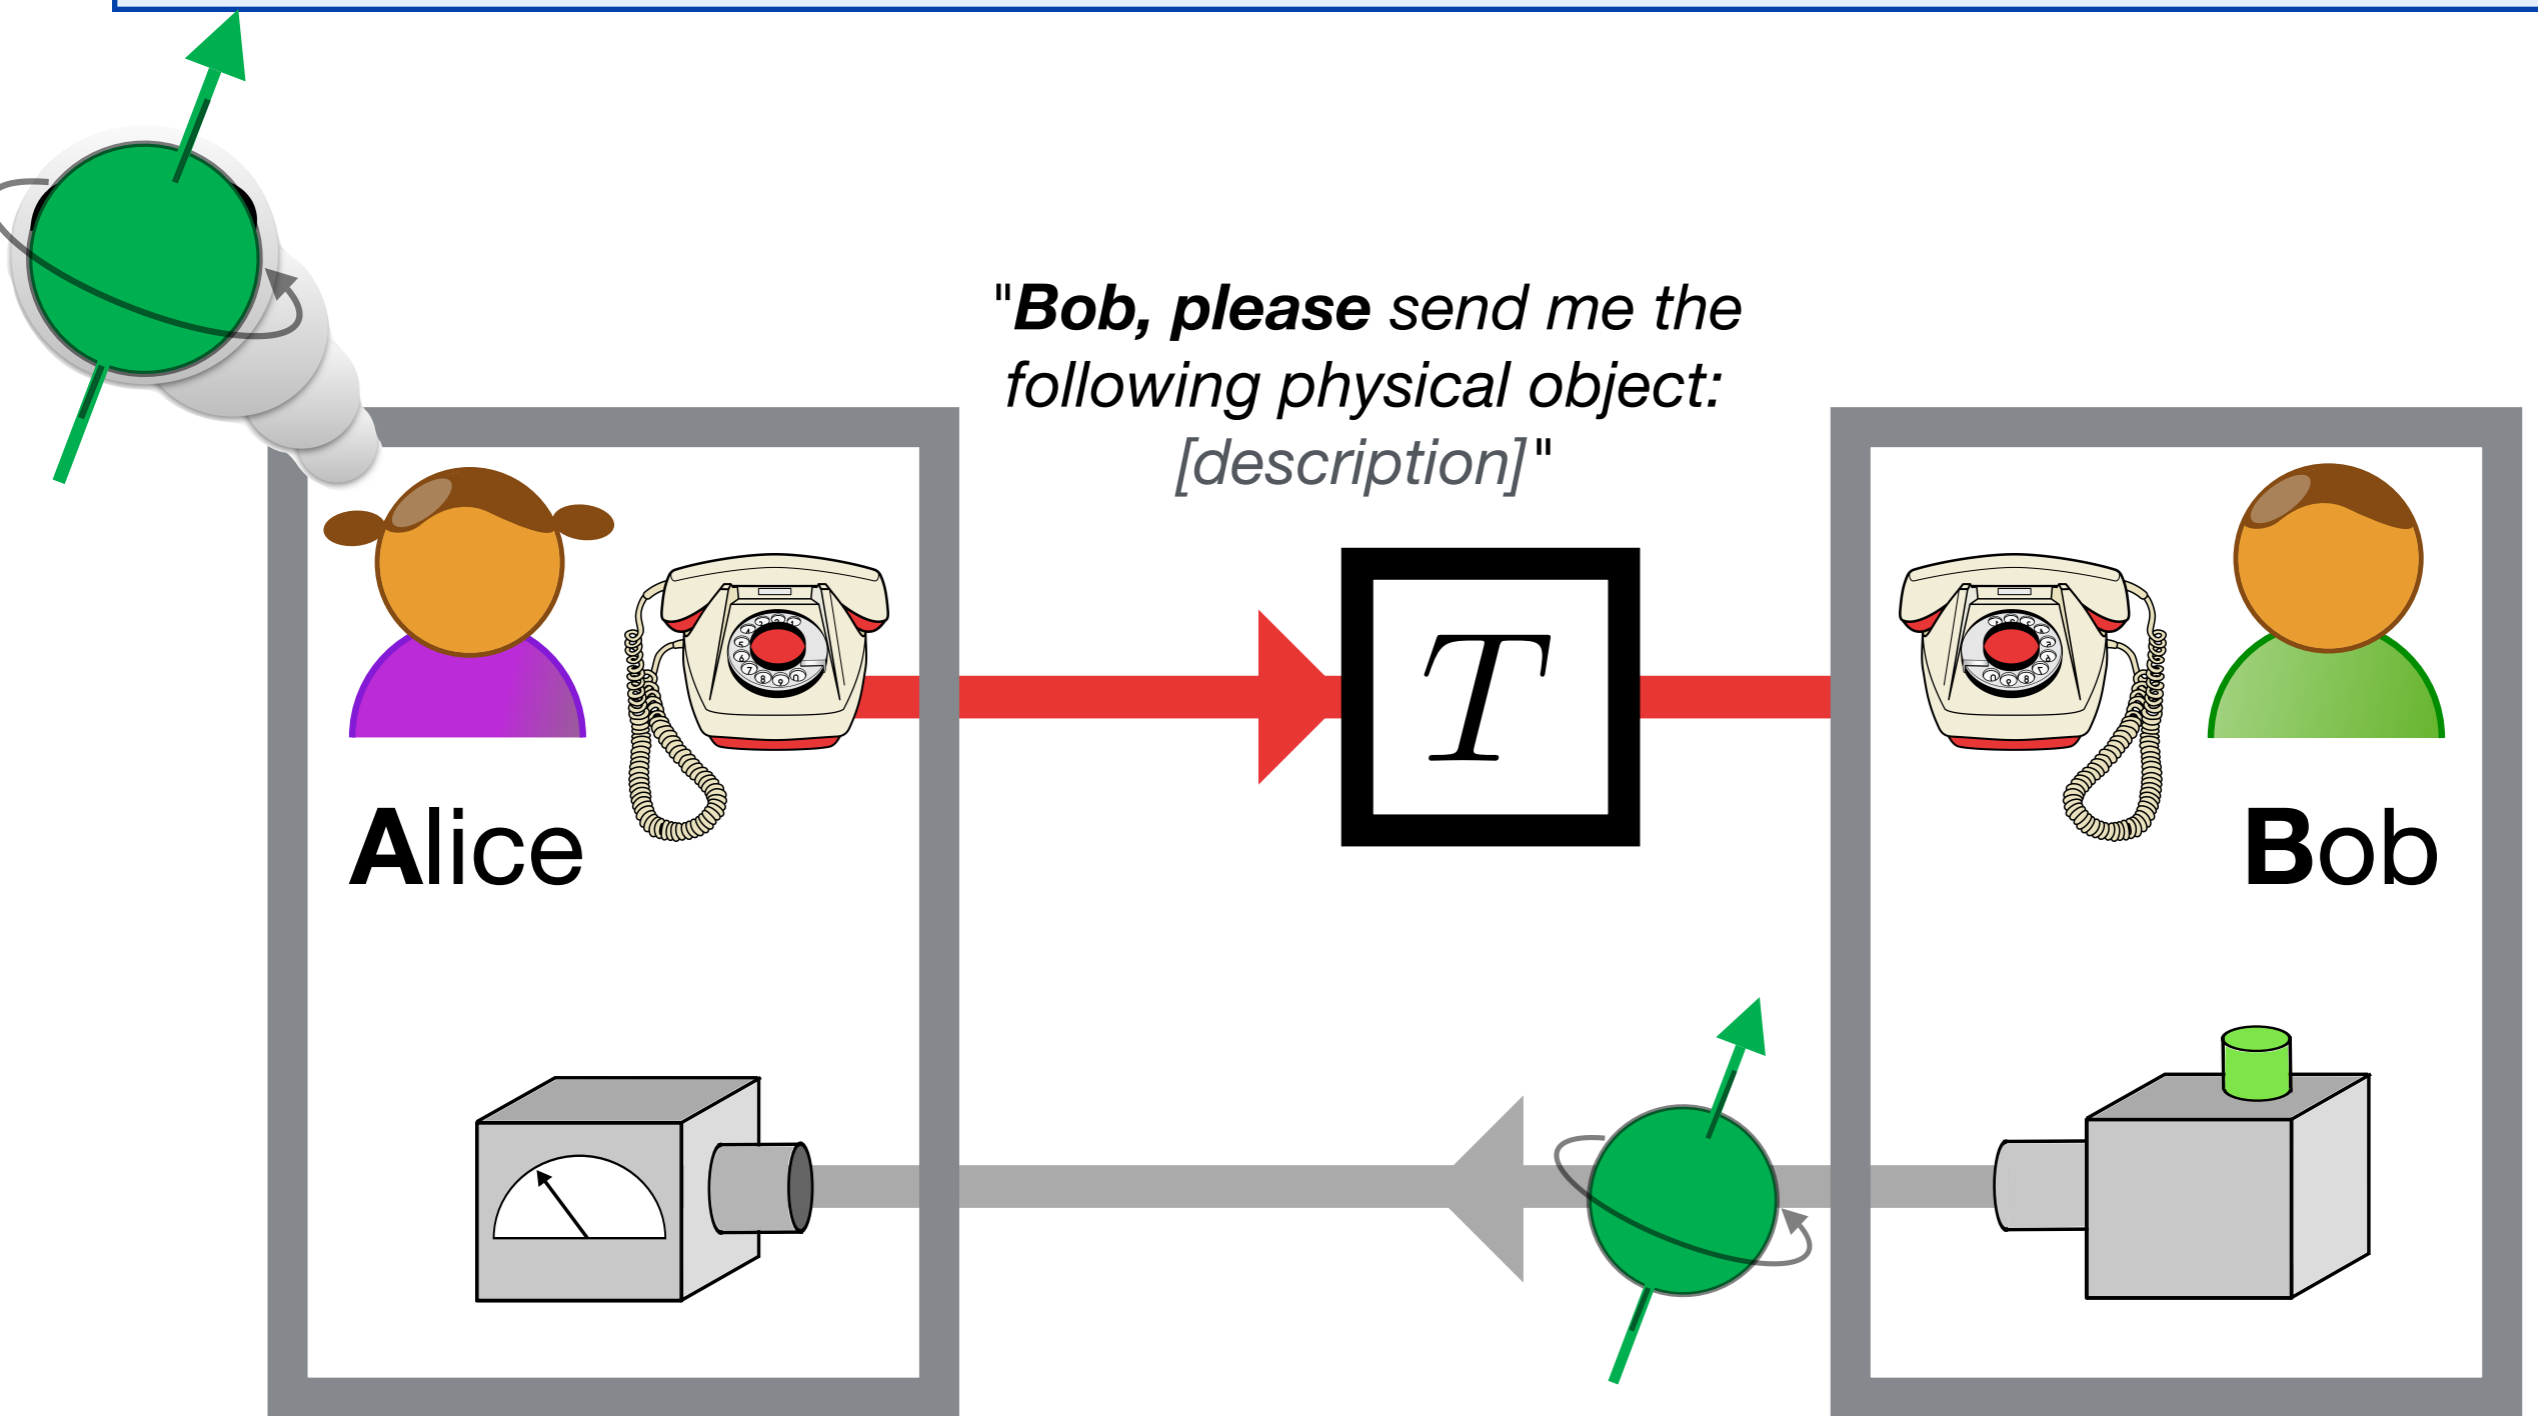 "Bob, please send me the
following physical object:
[description]"
T
Alice
Bob